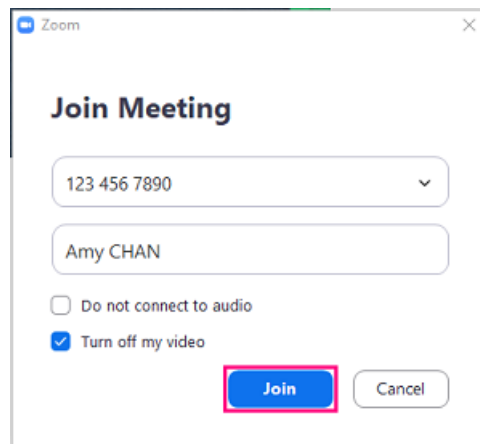 Zoom
Join Meeting
123 456 7890
Amy CHAN
Do not connect to audio
Turn off my video
Join Cancel